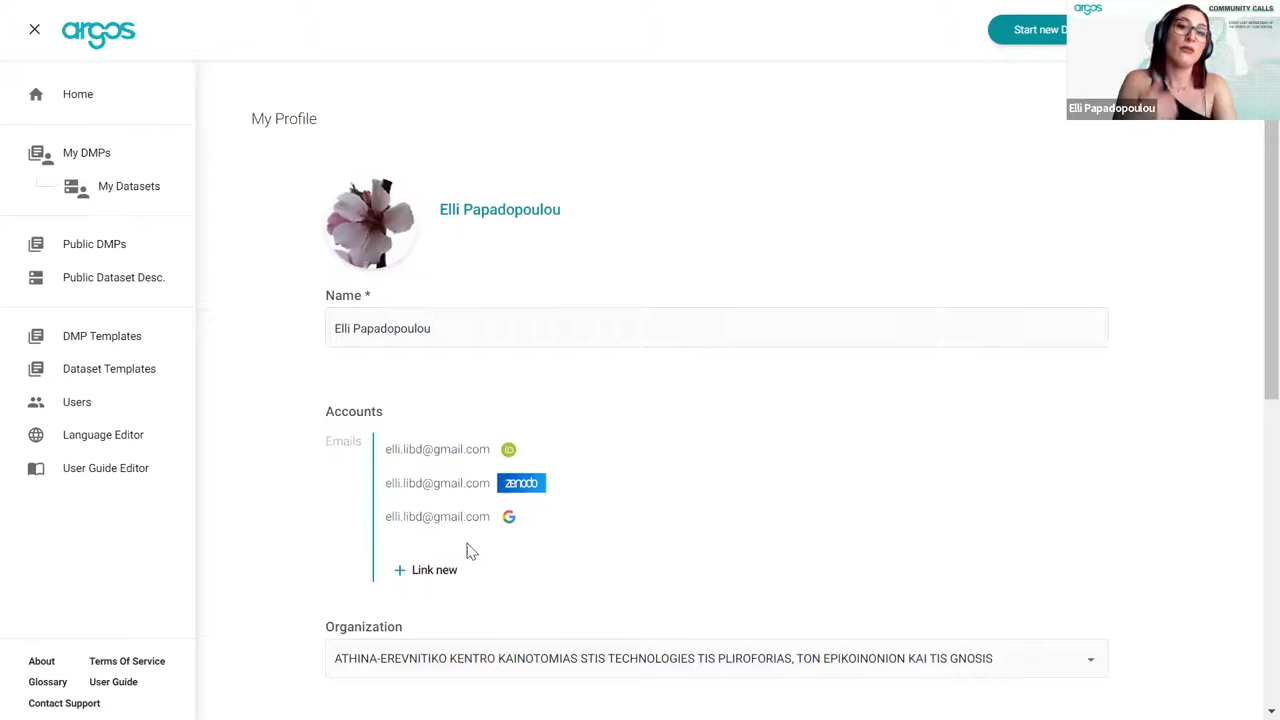 argos
Start new D
argos
COMMUNITY CALLS
Elli Papadopoulou
Home
My DMPs
My Datasets
Public DMPs
Public Dataset Desc.
DMP Templates
Dataset Templates
Users
Language Editor
User Guide Editor
About
Terms Of Service
Glossary
User Guide
Contact Support
My Profile
Elli Papadopoulou
Name *
Elli Papadopoulou
Accounts
Emails
elli.libd@gmail.com iD
elli.libd@gmail.com zenodo
elli.libd@gmail.com G
+ Link new
Organization
ATHINA-EREVNITIKO KENTRO KAINOTOMIAS STIS TECHNOLOGIES TIS PLIROFORIAS, TON EPIKOINONION KAI TIS GNOSIS